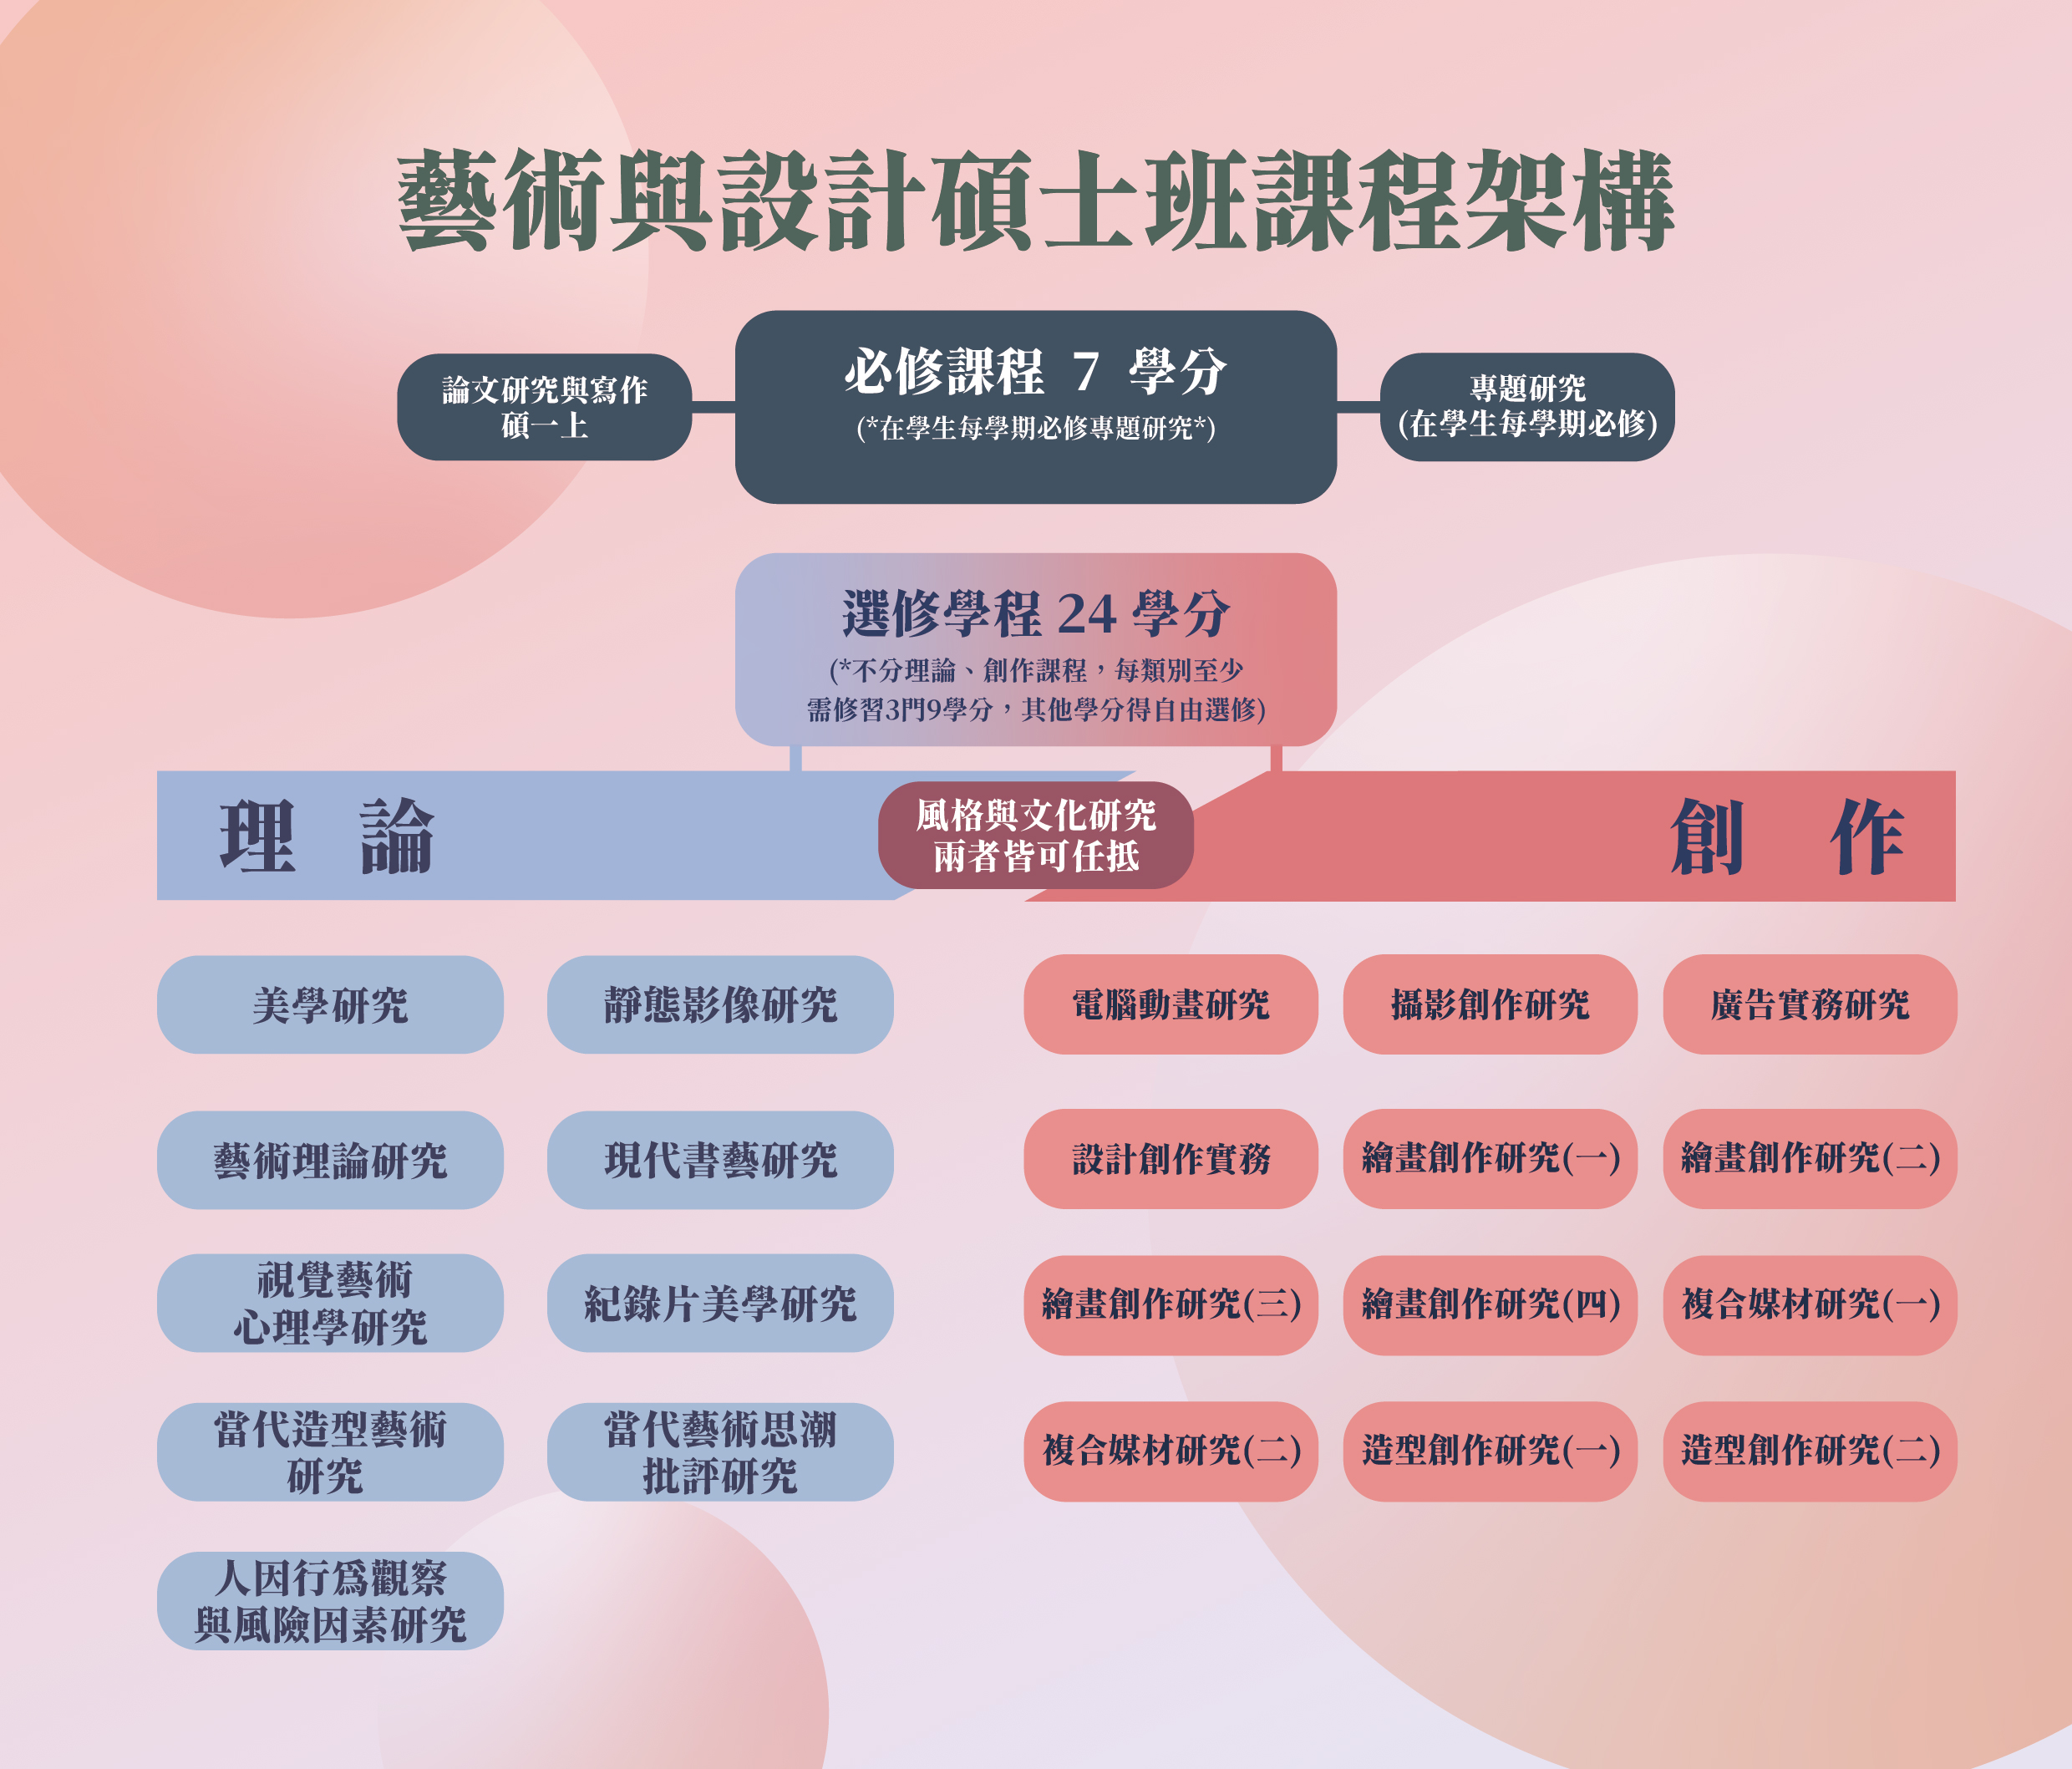 藝術與設計碩士班課程架構
論文研究與寫作
碩一上
必修課程 7 學分
(*在學生每學期必修專題研究*)
專題研究
(在學生每學期必修)
選修學程 24 學分
(*不分理論、創作課程，每類別至少
需修習3門9學分，其他學分得自由選修)
理 論
風格與文化研究
兩者皆可任抵
創 作
美學研究
靜態影像研究
電腦動畫研究
攝影創作研究
廣告實務研究
藝術理論研究
現代書藝研究
設計創作實務
繪畫創作研究(一)
繪畫創作研究(二)
視覺藝術
心理學研究
紀錄片美學研究
繪畫創作研究(三)
繪畫創作研究(四)
複合媒材研究(一)
當代造型藝術
研究
當代藝術思潮
批評研究
複合媒材研究(二)
造型創作研究(一)
造型創作研究(二)
人因行爲觀察
與風險因素研究